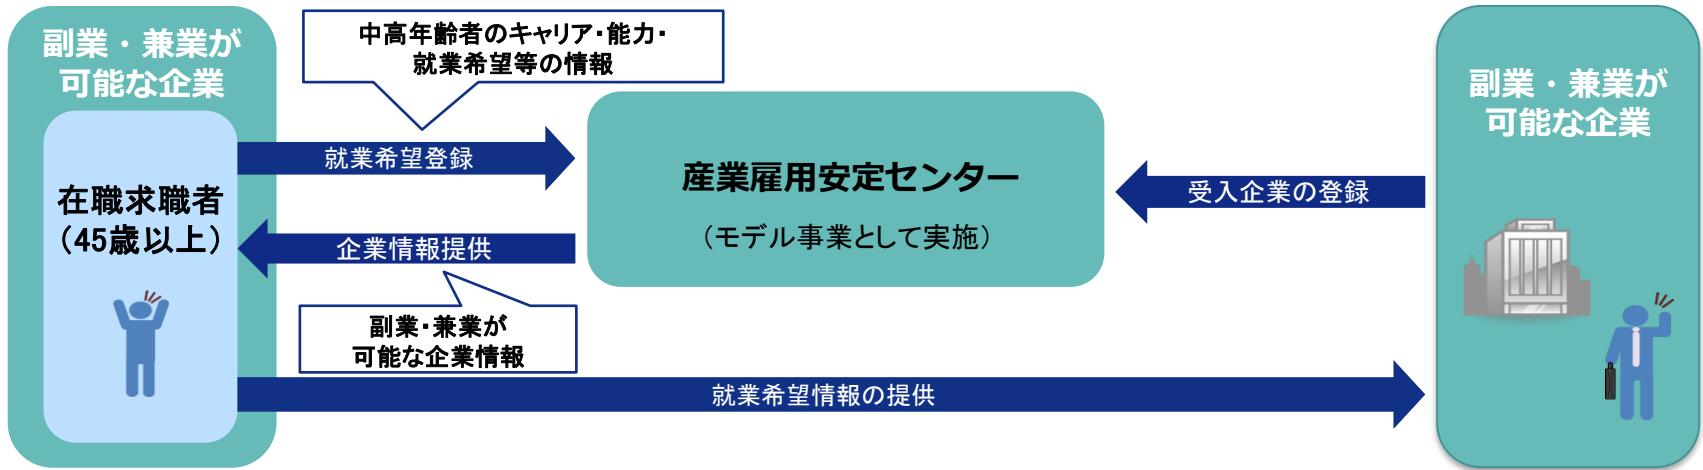 副業・兼業が
可能な企業
在職求職者
（45歳以上）
中高年齢者のキャリア・能力・
就業希望等の情報
就業希望登録
企業情報提供
副業・兼業が
可能な企業情報
産業雇用安定センター
（モデル事業として実施）
受入企業の登録
就業希望情報の提供
副業・兼業が
可能な企業